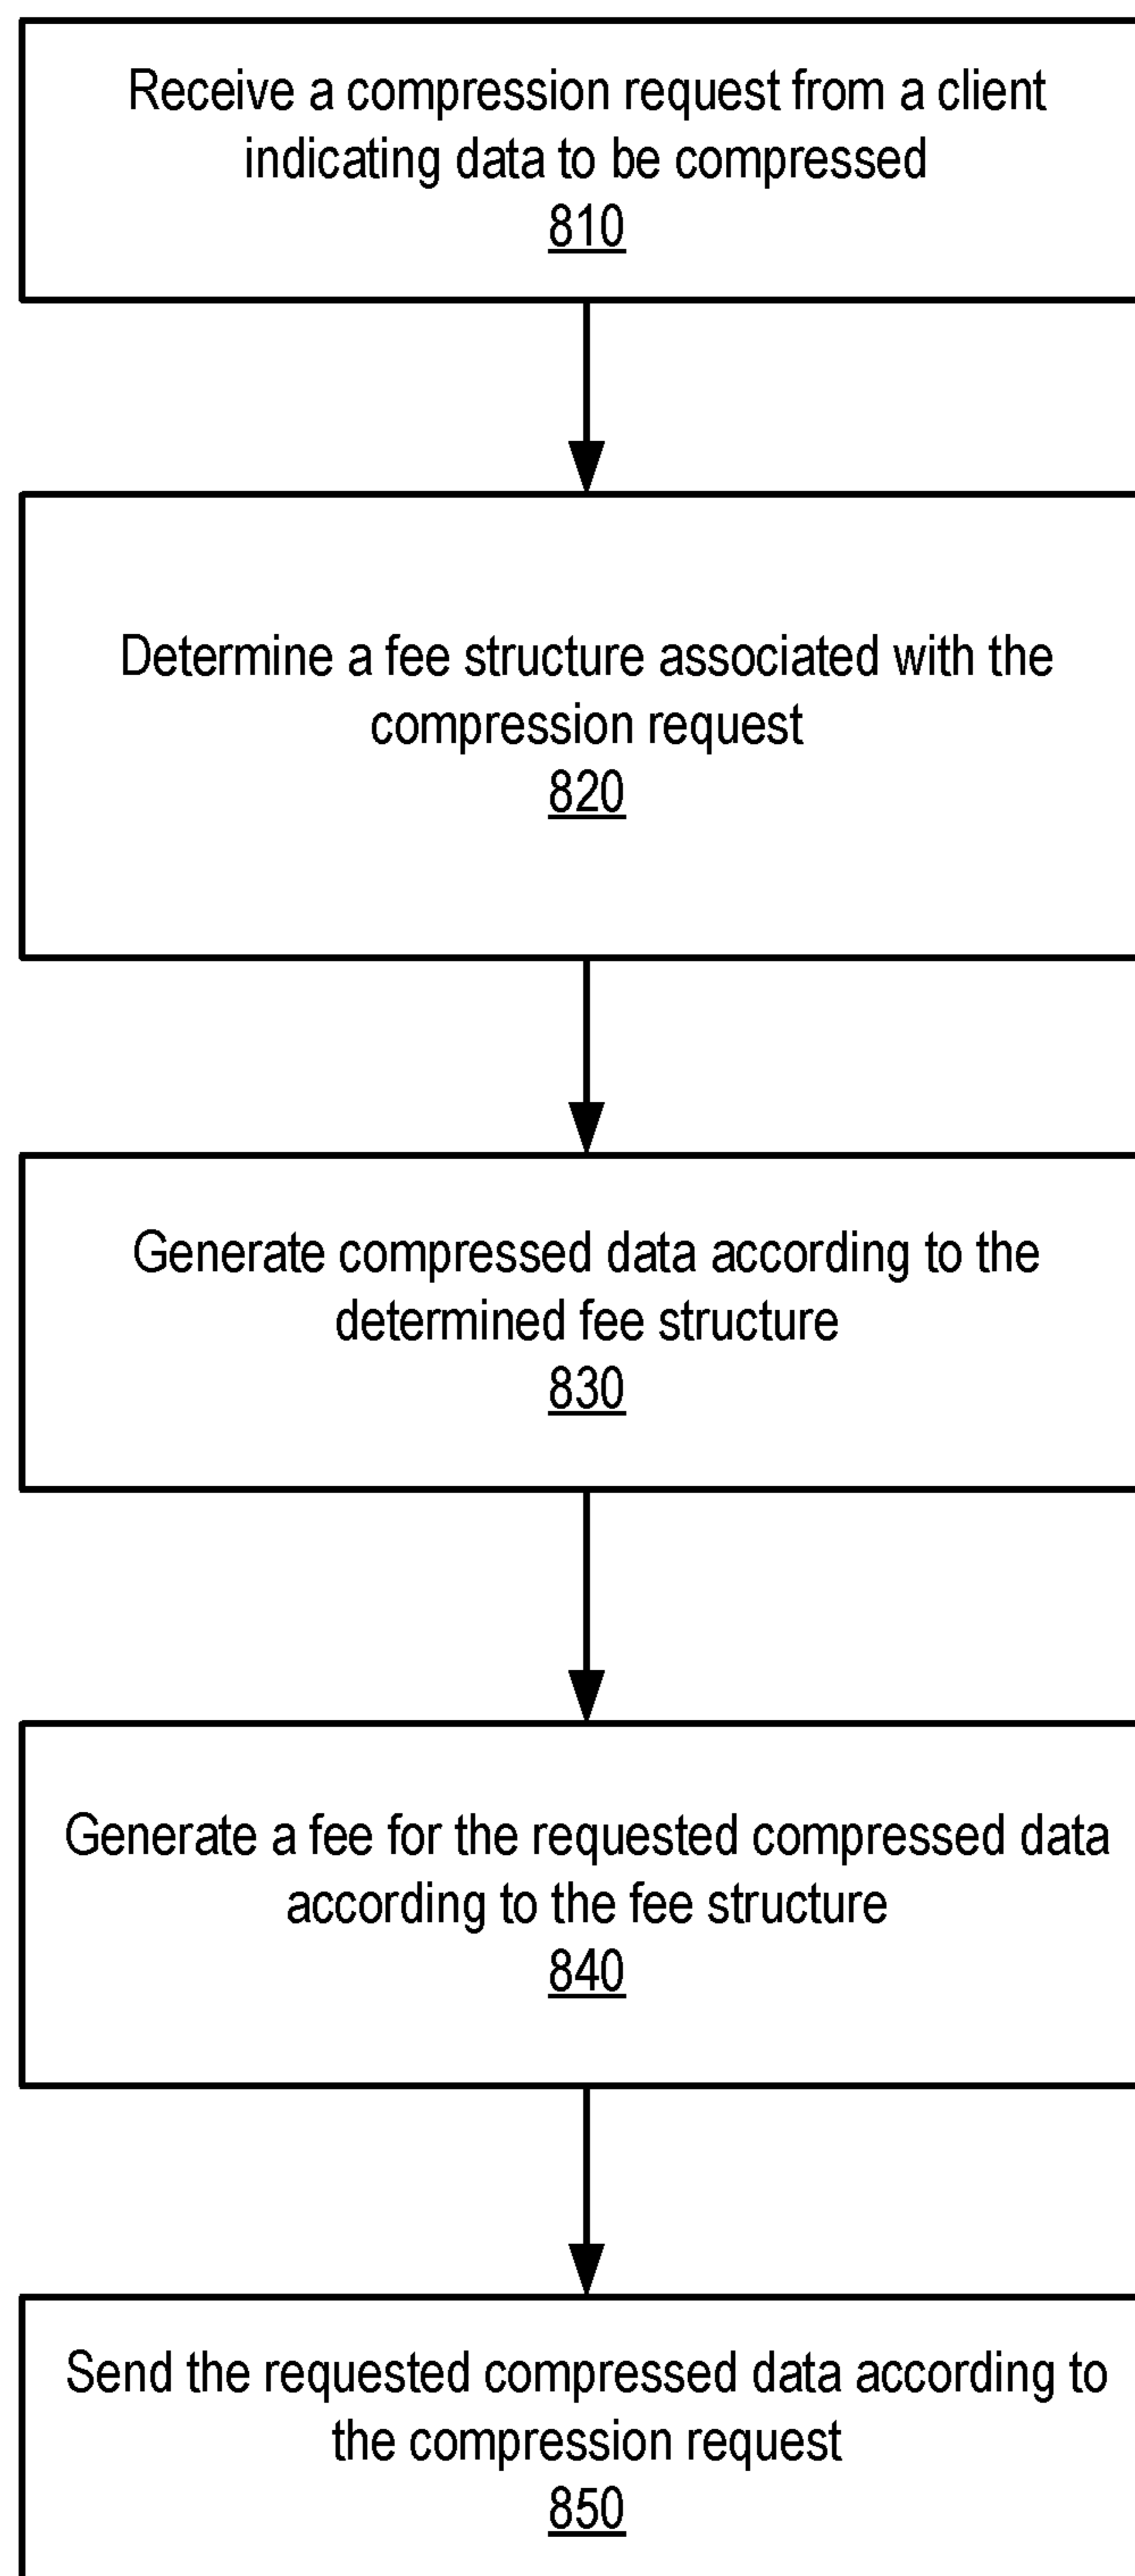 Receive a compression request from a client
indicating data to be compressed
810
Determine a fee structure associated with the
compression request
820
Generate compressed data according to the
determined fee structure
830
Generate a fee for the requested compressed data
according to the fee structure
840
Send the requested compressed data according to
the compression request
850